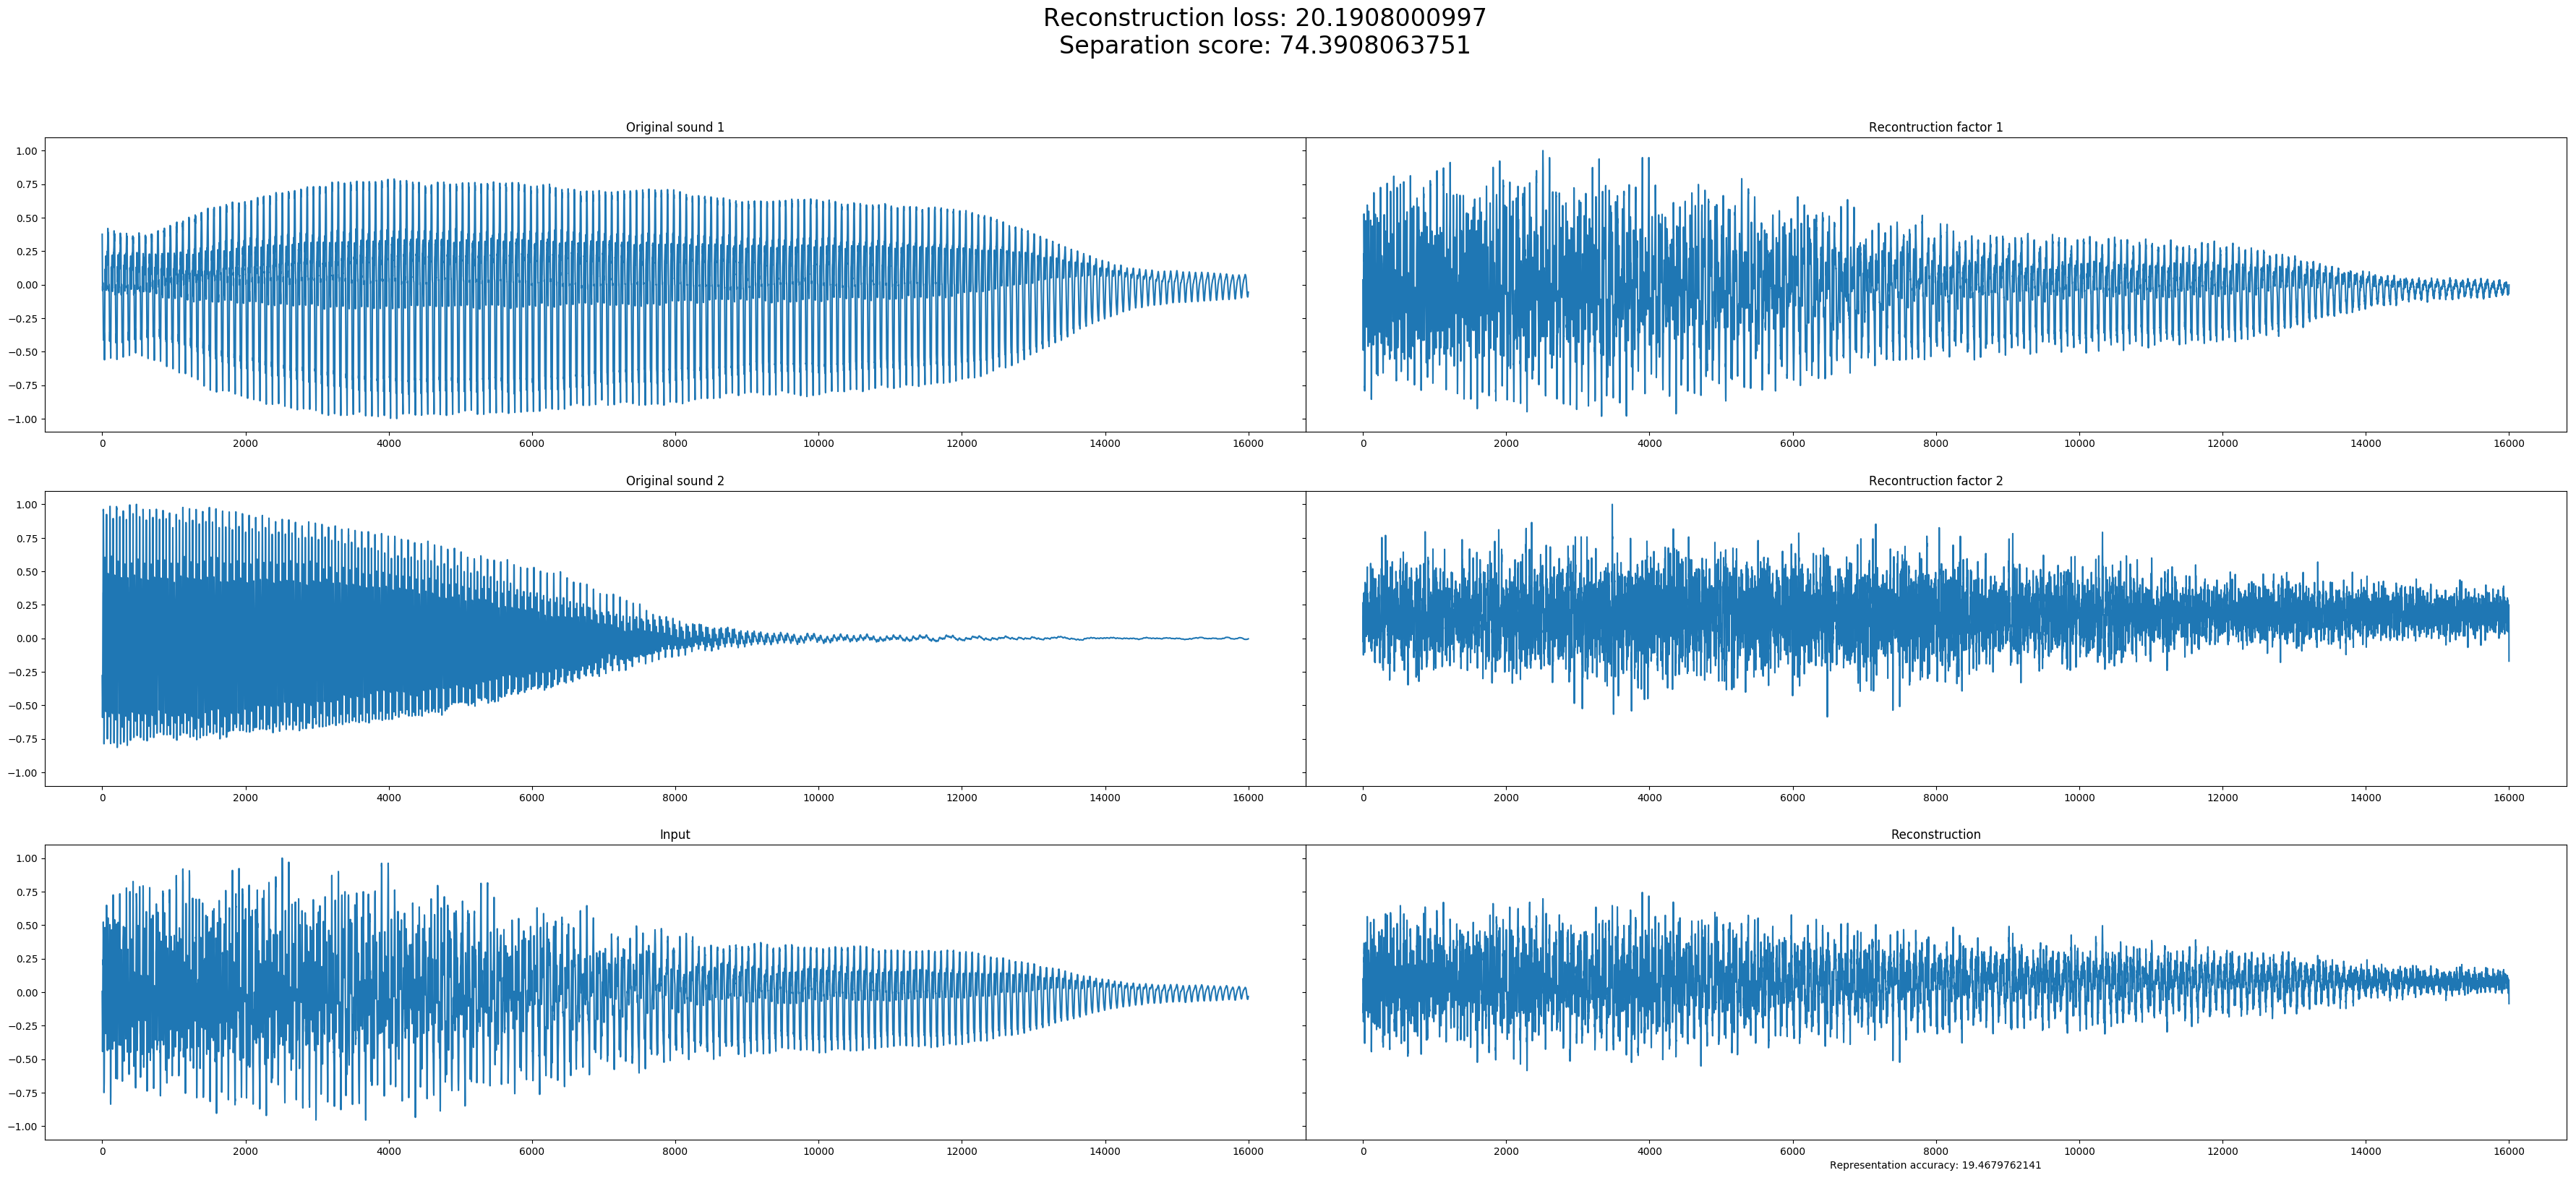 Reconstruction loss: 20.1908000997
Separation score: 74.3908063751
Original sound 1
Recontruction factor 1
1.00
0.75
0.50
0.25
0.00
−0.25
−0.50
−0.75
−1.00
0 2000 4000 6000 8000 10000 12000 14000 16000
0 2000 4000 6000 8000 10000 12000 14000 16000
Original sound 2
Reconstruction factor 2
1.00
0.75
0.50
0.25
0.00
−0.25
−0.50
−0.75
−1.00
0 2000 4000 6000 8000 10000 12000 14000 16000
0 2000 4000 6000 8000 10000 12000 14000 16000
Input
Reconstruction
1.00
0.75
0.50
0.25
0.00
−0.25
−0.50
−0.75
−1.00
0 2000 4000 6000 8000 10000 12000 14000 16000
0 2000 4000 6000 8000 10000 12000 14000 16000
Representation accuracy: 19.4679762141